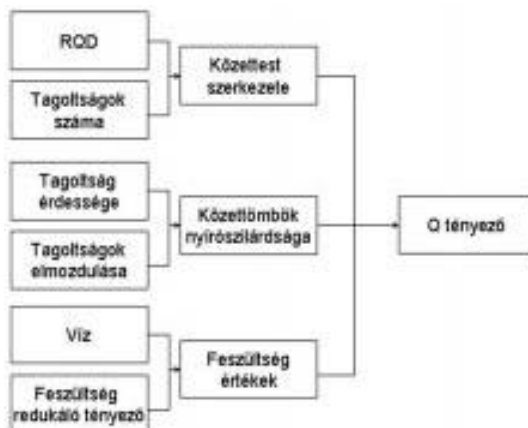 RQD
Tagoltságok
száma
Kőzettest
szerkezete
Tagoltság
érdessége
Tagoltságok
elmozdulása
Kőzettömbök
nyírószilárdsága
Q tényező
Víz
Feszültség
redukáló tényező
Feszültség
értékek